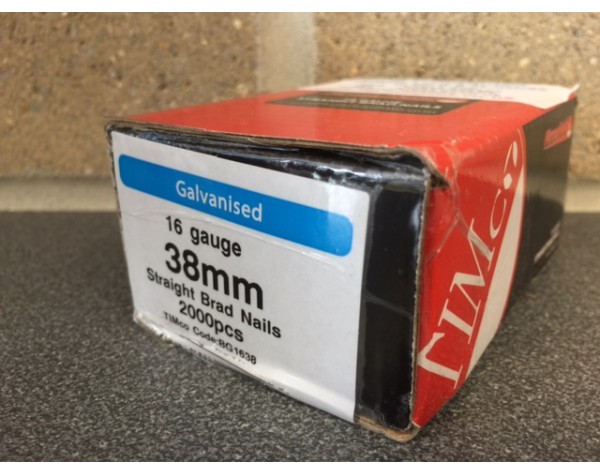 Galvanised
16 gauge
38mm
Straight Brad Nails
2000pcs
TIMco Code:BG1638
TIMco